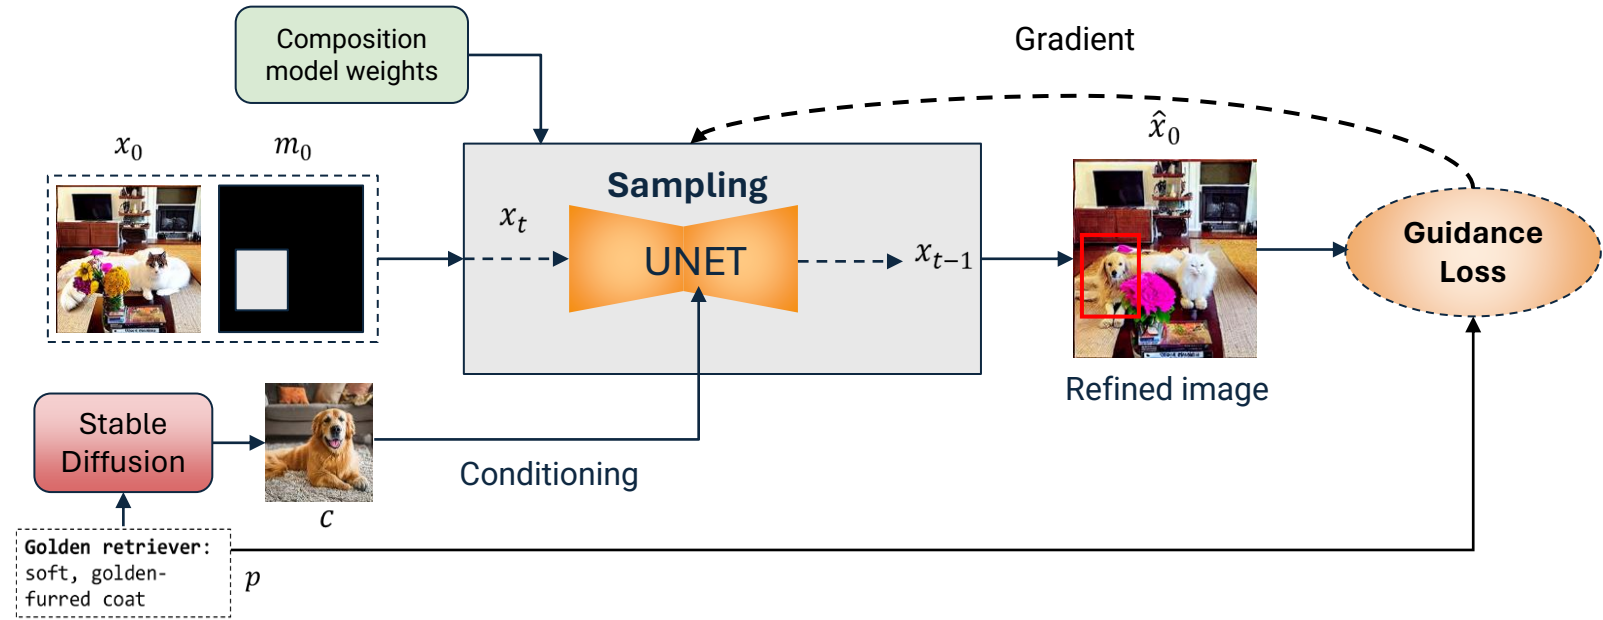 Composition
model weights
Gradient
x̂₀
x₀
m₀
Sampling
xₜ
UNET
xₜ₋₁
Guidance
Loss
Refined image
Stable
Diffusion
Conditioning
c
Golden retriever:
soft, golden-
furred coat
p